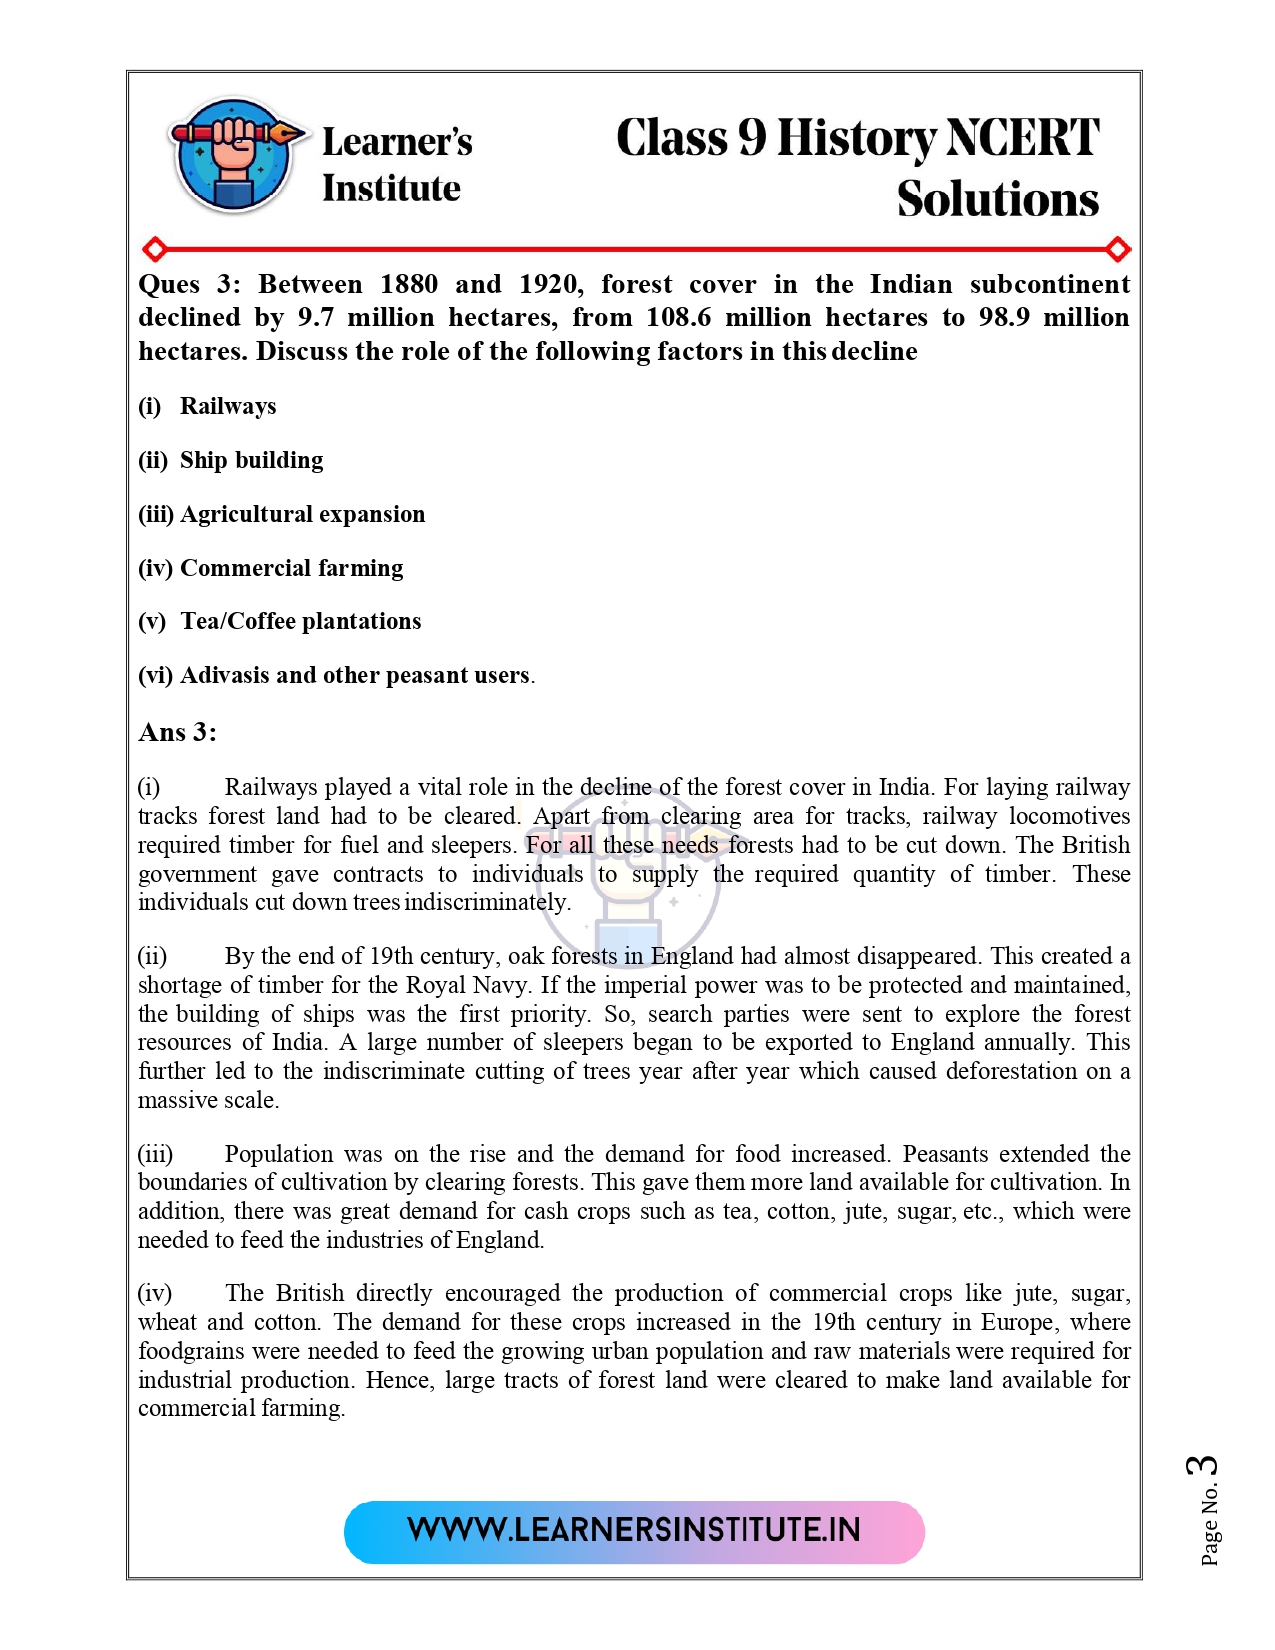 Learner's
Institute
Class 9 History NCERT
Solutions
Ques 3: Between 1880 and 1920, forest cover in the Indian subcontinent
declined by 9.7 million hectares, from 108.6 million hectares to 98.9 million
hectares. Discuss the role of the following factors in this decline
(i) Railways
(ii) Ship building
(iii) Agricultural expansion
(iv) Commercial farming
(v) Tea/Coffee plantations
(vi) Adivasis and other peasant users.
Ans 3:
(i) Railways played a vital role in the decline of the forest cover in India. For laying railway
tracks forest land had to be cleared. Apart from clearing area for tracks, railway locomotives
required timber for fuel and sleepers. For all these needs forests had to be cut down. The British
government gave contracts to individuals to supply the required quantity of timber. These
individuals cut down trees indiscriminately.
(ii) By the end of 19th century, oak forests in England had almost disappeared. This created a
shortage of timber for the Royal Navy. If the imperial power was to be protected and maintained,
the building of ships was the first priority. So, search parties were sent to explore the forest
resources of India. A large number of sleepers began to be exported to England annually. This
further led to the indiscriminate cutting of trees year after year which caused deforestation on a
massive scale.
(iii) Population was on the rise and the demand for food increased. Peasants extended the
boundaries of cultivation by clearing forests. This gave them more land available for cultivation. In
addition, there was great demand for cash crops such as tea, cotton, jute, sugar, etc., which were
needed to feed the industries of England.
(iv) The British directly encouraged the production of commercial crops like jute, sugar,
wheat and cotton. The demand for these crops increased in the 19th century in Europe, where
foodgrains were needed to feed the growing urban population and raw materials were required for
industrial production. Hence, large tracts of forest land were cleared to make land available for
commercial farming.
WWW.LEARNERSINSTITUTE.IN
Page No. 3